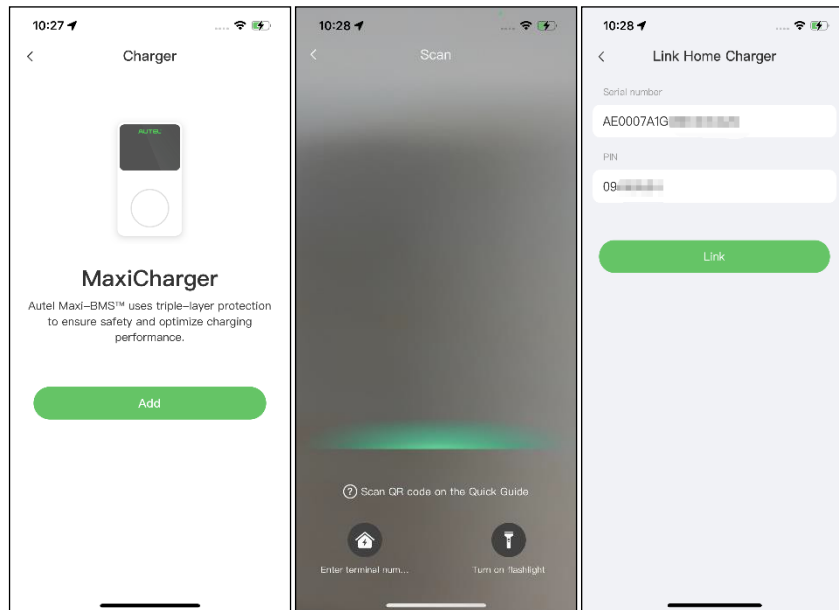 10:27
Charger
AUTEL
MaxiCharger
Autel Maxi-BMS™ uses triple-layer protection
to ensure safety and optimize charging
performance.
Add
10:28
Scan
? Scan QR code on the Quick Guide
Enter terminal num...
Turn on flashlight
10:28
Link Home Charger
Serial number
AE0007A1G
PIN
09
Link